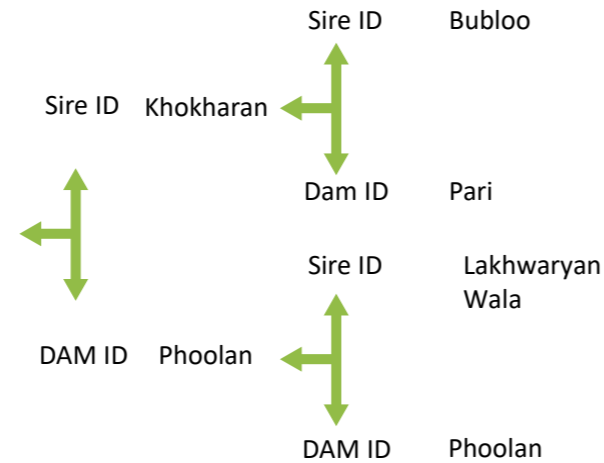 Sire ID Bubloo
Sire ID Khokharan
Dam ID Pari
Sire ID Lakhwaryan
Wala
DAM ID Phoolan
DAM ID Phoolan